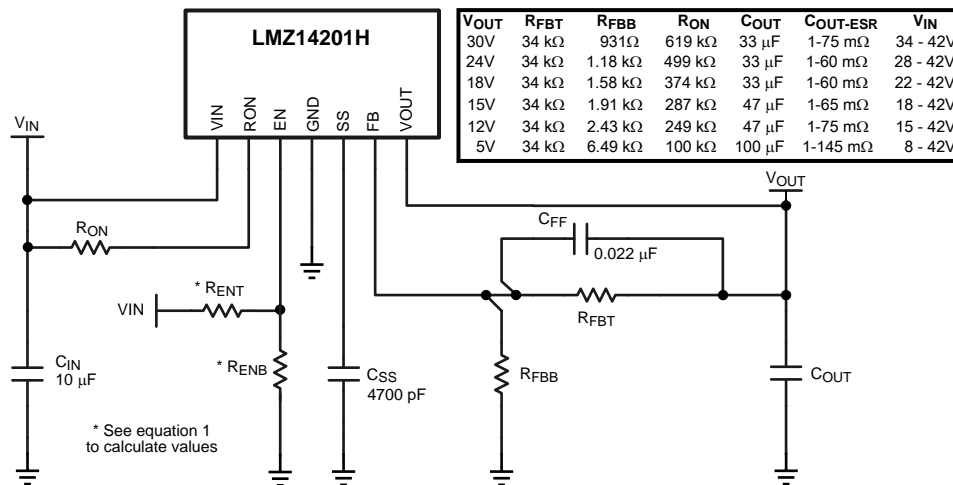 LMZ14201H
VIN
RON
EN
GND
SS
FB
VOUT
VOUT RFBT RFBB RON COUT COUT-ESR VIN
30V 34 kΩ 931Ω 619 kΩ 33 μF 1-75 mΩ 34 - 42V
24V 34 kΩ 1.18 kΩ 499 kΩ 33 μF 1-60 mΩ 28 - 42V
18V 34 kΩ 1.58 kΩ 374 kΩ 33 μF 1-60 mΩ 22 - 42V
15V 34 kΩ 1.91 kΩ 287 kΩ 47 μF 1-65 mΩ 18 - 42V
12V 34 kΩ 2.43 kΩ 249 kΩ 47 μF 1-75 mΩ 15 - 42V
5V 34 kΩ 6.49 kΩ 100 kΩ 100 μF 1-145 mΩ 8 - 42V
VIN
VOUT
RON
CFF
0.022 μF
* RENT
VIN
RFBT
* RENB
CIN
10 μF
CSS
4700 pF
RFBB
COUT
* See equation 1
to calculate values